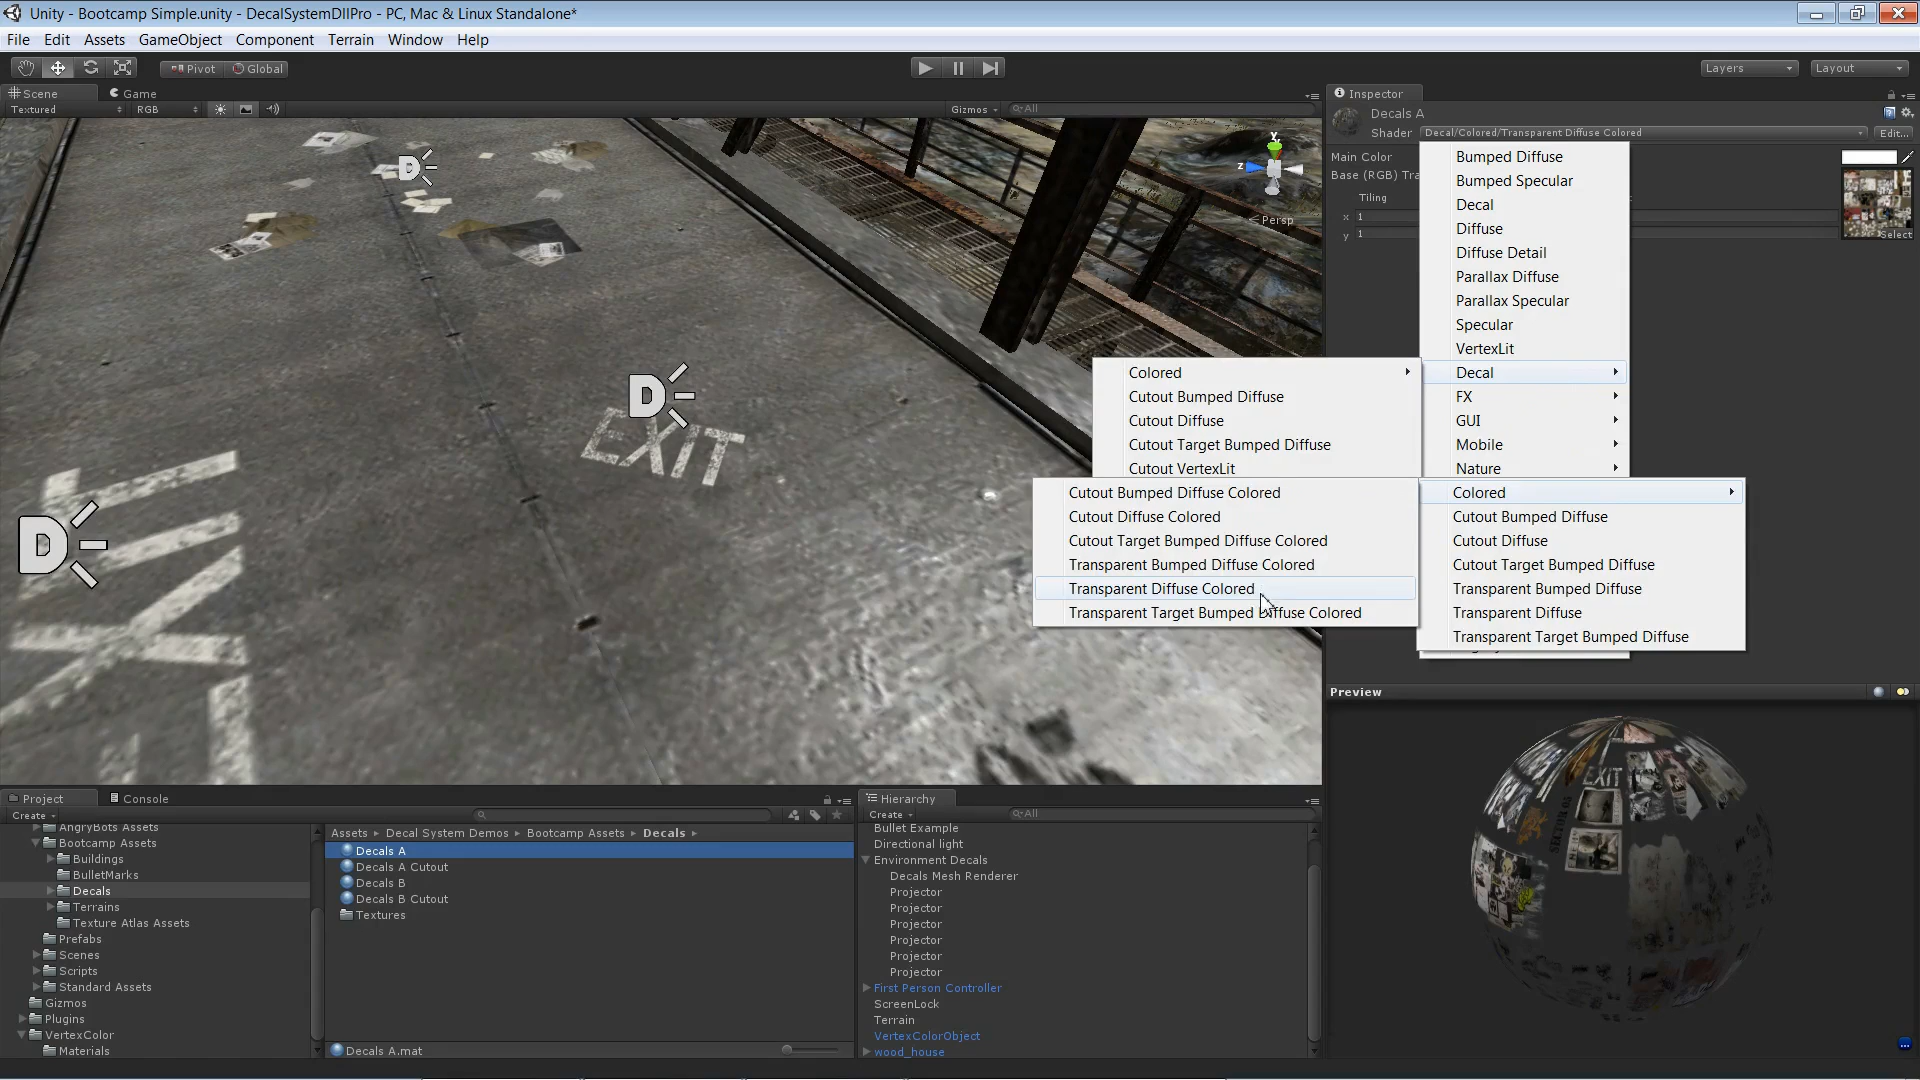 Unity - Bootcamp Simple.unity - DecalSystemDllPro - PC, Mac & Linux Standalone*
File Edit Assets GameObject Component Terrain Window Help
Pivot Global Layers Layout
Scene Game
Textured RGB Gizmos All
Inspector
Decals A
Shader Decal/Colored/Transparent Diffuse Colored Edit...
Main Color
Base (RGB) Tra
Tiling
x 1
y 1
Select
Bumped Diffuse
Bumped Specular
Decal
Diffuse
Diffuse Detail
Parallax Diffuse
Parallax Specular
Specular
VertexLit
Decal
FX
GUI
Mobile
Nature
Colored
Cutout Bumped Diffuse
Cutout Diffuse
Cutout Target Bumped Diffuse
Cutout VertexLit
Colored
Cutout Bumped Diffuse
Cutout Diffuse
Cutout Target Bumped Diffuse
Transparent Bumped Diffuse
Transparent Diffuse
Transparent Target Bumped Diffuse
Cutout Bumped Diffuse Colored
Cutout Diffuse Colored
Cutout Target Bumped Diffuse Colored
Transparent Bumped Diffuse Colored
Transparent Diffuse Colored
Transparent Target Bumped Diffuse Colored
y
z
Persp
D
D
D
EXIT
Preview
EXIT
SECTOR 05
Project Console
Create
AngryBots Assets
Bootcamp Assets
Buildings
BulletMarks
Decals
Terrains
Texture Atlas Assets
Prefabs
Scenes
Scripts
Standard Assets
Gizmos
Plugins
VertexColor
Materials
Assets Decal System Demos Bootcamp Assets Decals
Decals A
Decals A Cutout
Decals B
Decals B Cutout
Textures
Decals A.mat
Hierarchy
Create All
Bullet Example
Directional light
Environment Decals
Decals Mesh Renderer
Projector
Projector
Projector
Projector
Projector
Projector
First Person Controller
ScreenLock
Terrain
VertexColorObject
wood_house